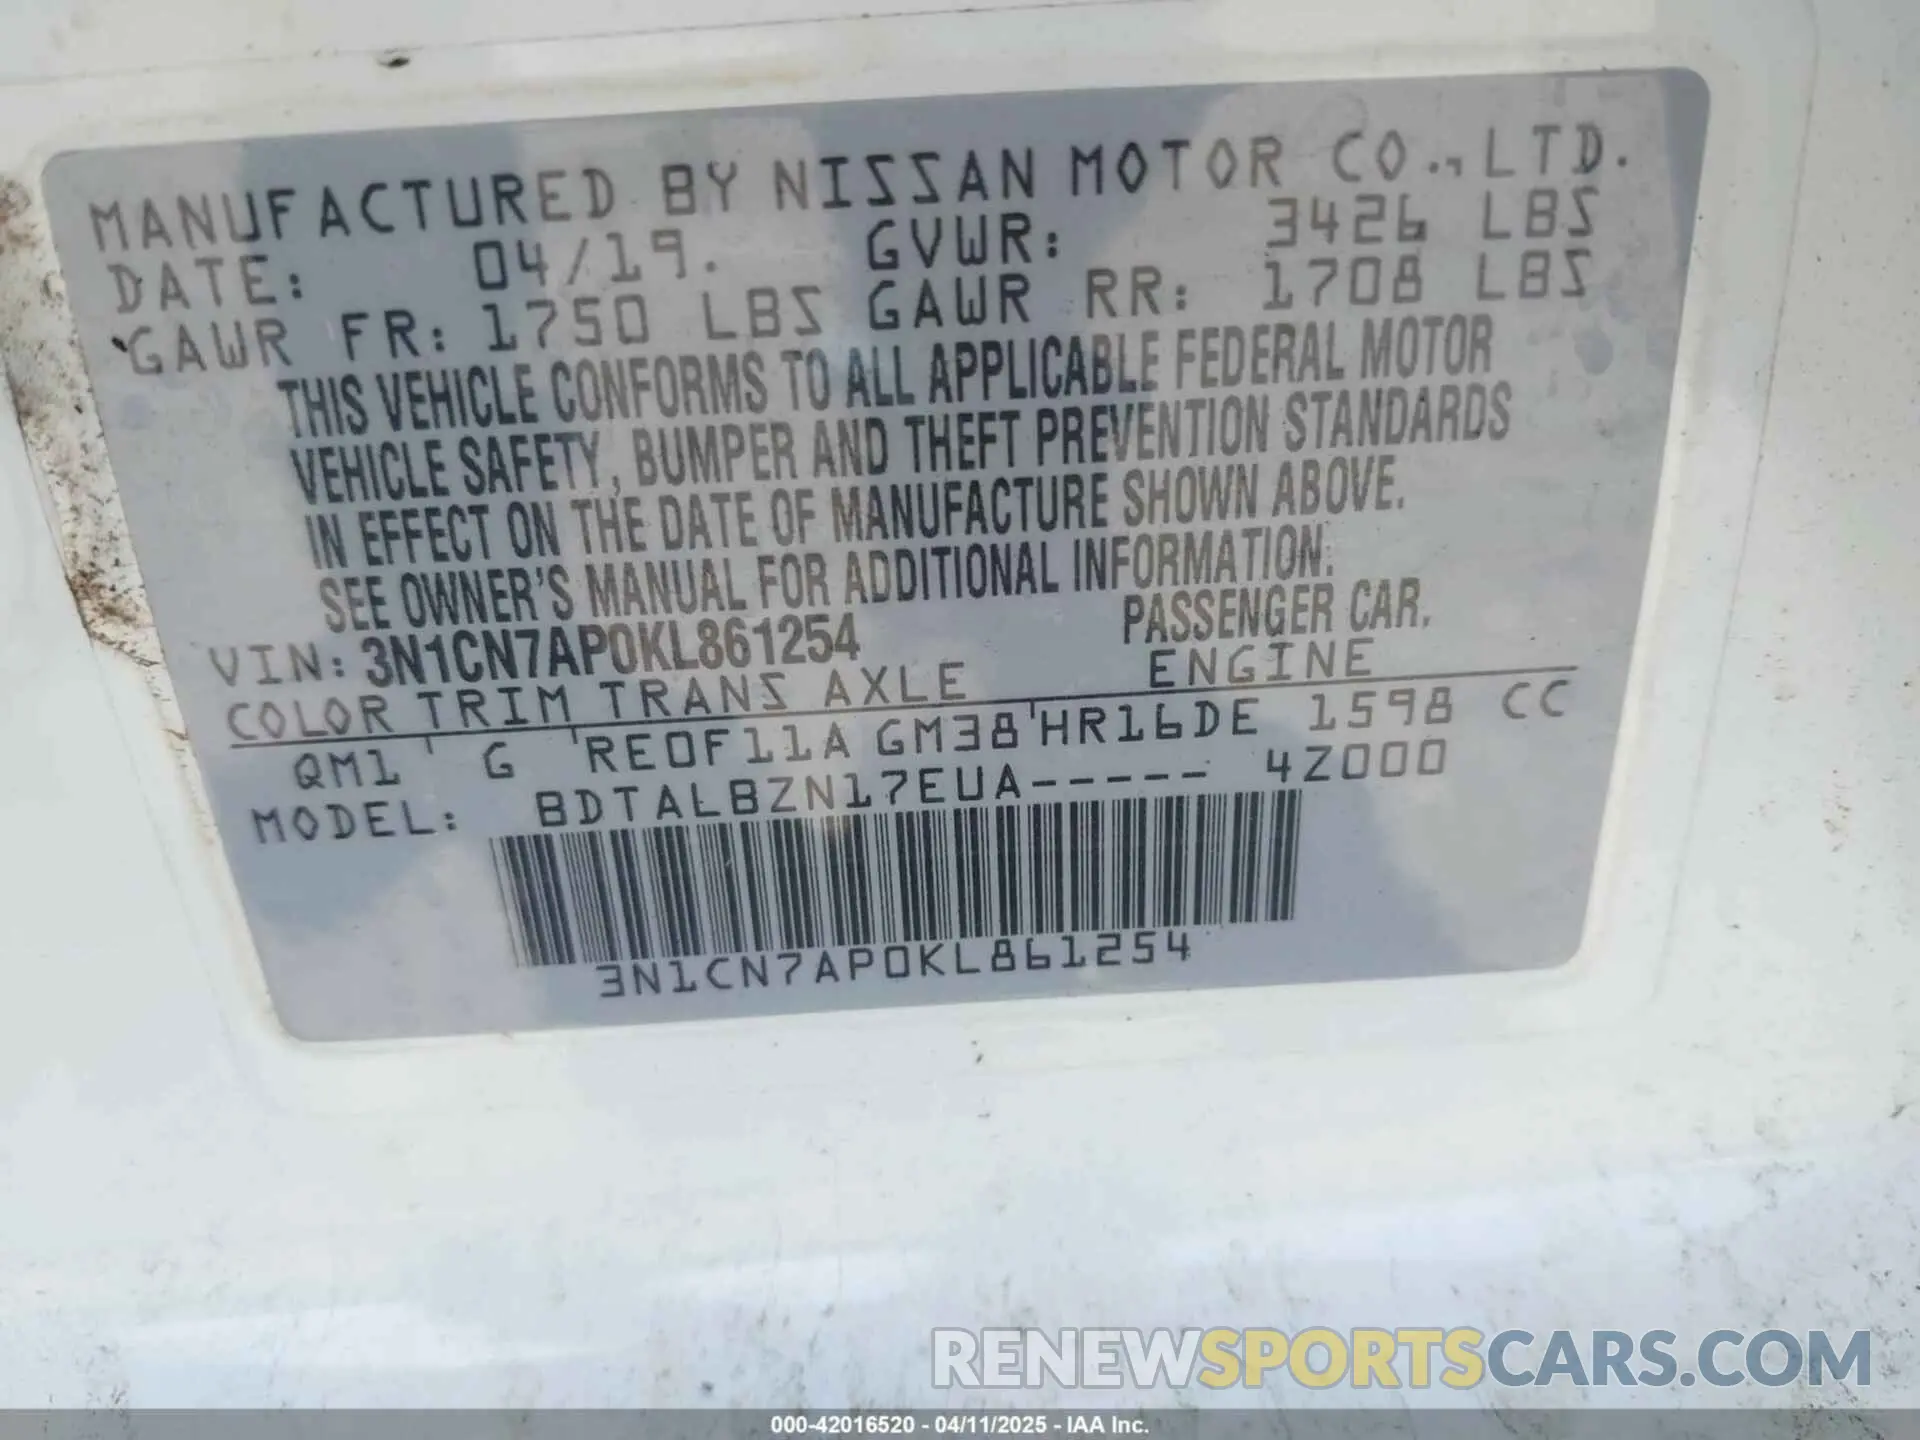 MANUFACTURED BY NISSAN MOTOR CO., LTD.
DATE: 04/19. GVWR: 3426 LBS
GAWR FR: 1750 LBS GAWR RR: 1708 LBS
THIS VEHICLE CONFORMS TO ALL APPLICABLE FEDERAL MOTOR
VEHICLE SAFETY, BUMPER AND THEFT PREVENTION STANDARDS
IN EFFECT ON THE DATE OF MANUFACTURE SHOWN ABOVE.
SEE OWNER'S MANUAL FOR ADDITIONAL INFORMATION:
VIN: 3N1CN7AP0KL861254 PASSENGER CAR.
COLOR TRIM TRANS AXLE ENGINE
QM1 G RE0F11A GM38 HR16DE 1598 CC
MODEL: BDTALBZN17EUA----- 4Z000
3N1CN7AP0KL861254
RENEWSPORTSCARS.COM
000-42016520 - 04/11/2025 - IAA Inc.